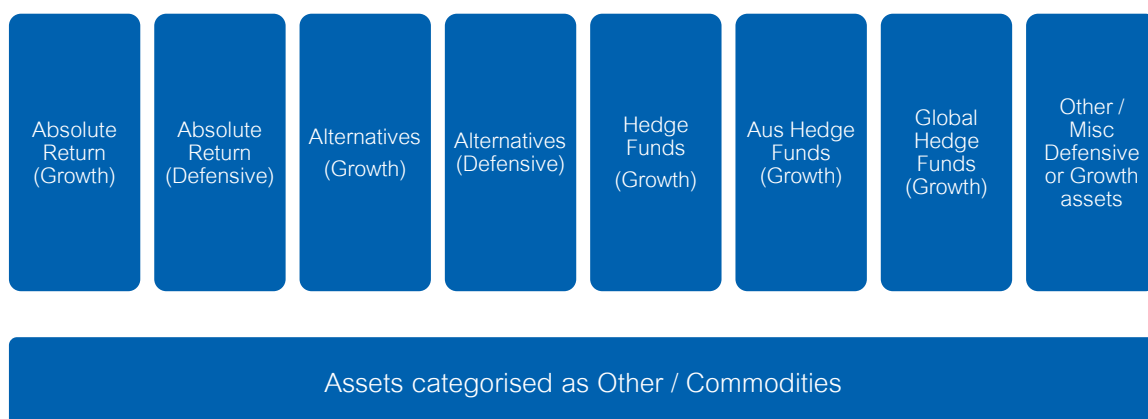 Absolute
Return
(Growth)
Absolute
Return
(Defensive)
Alternatives
(Growth)
Alternatives
(Defensive)
Hedge
Funds
(Growth)
Aus Hedge
Funds
(Growth)
Global
Hedge
Funds
(Growth)
Other /
Misc
Defensive
or Growth
assets
Assets categorised as Other / Commodities